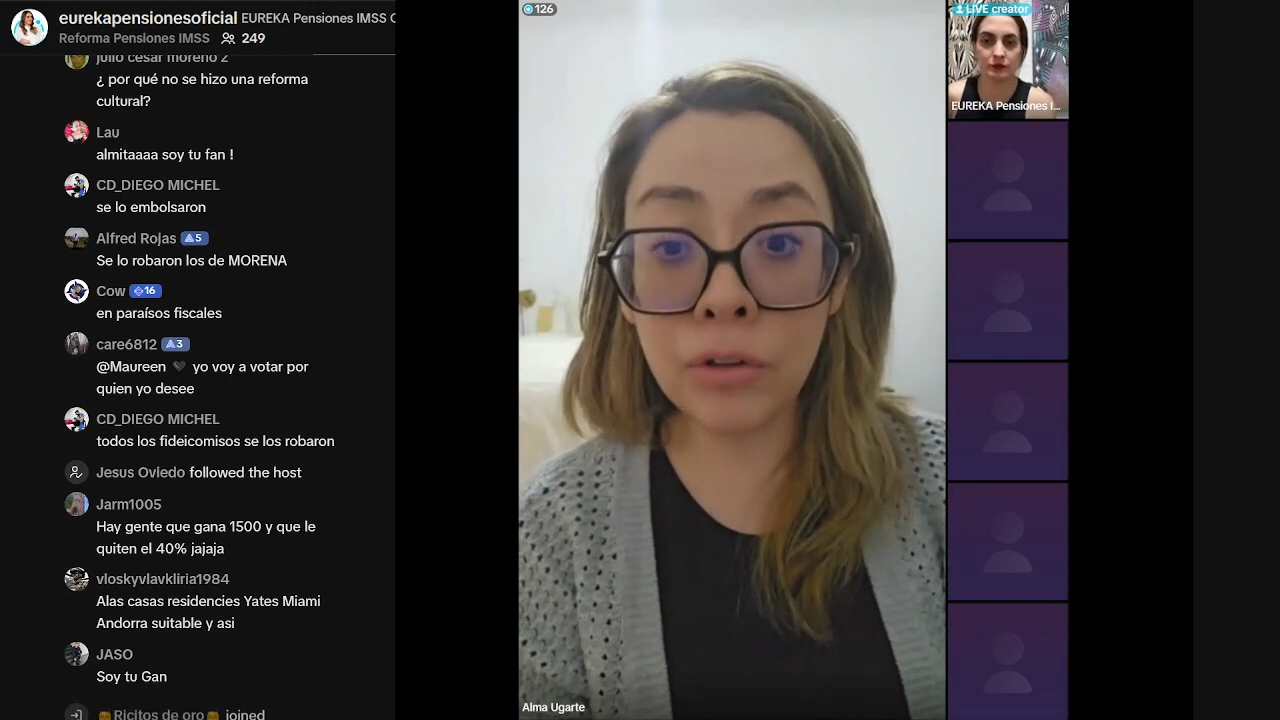 eurekapensionesoficial EUREKA Pensiones IMSS O
Reforma Pensiones IMSS 249
julio cesar moreno 2
¿ por qué no se hizo una reforma
cultural?
Lau
almitaaaa soy tu fan !
CD_DIEGO MICHEL
se lo embolsaron
Alfred Rojas 5
Se lo robaron los de MORENA
Cow 16
en paraísos fiscales
care6812 3
@Maureen 🖤 yo voy a votar por
quien yo desee
CD_DIEGO MICHEL
todos los fideicomisos se los robaron
Jesus Oviedo followed the host
Jarm1005
Hay gente que gana 1500 y que le
quiten el 40% jajaja
vloskyvlavkliria1984
Alas casas residencies Yates Miami
Andorra suitable y asi
JASO
Soy tu Gan
Ricitos de oro joined
126
Alma Ugarte
LIVE creator
EUREKA Pensiones I...